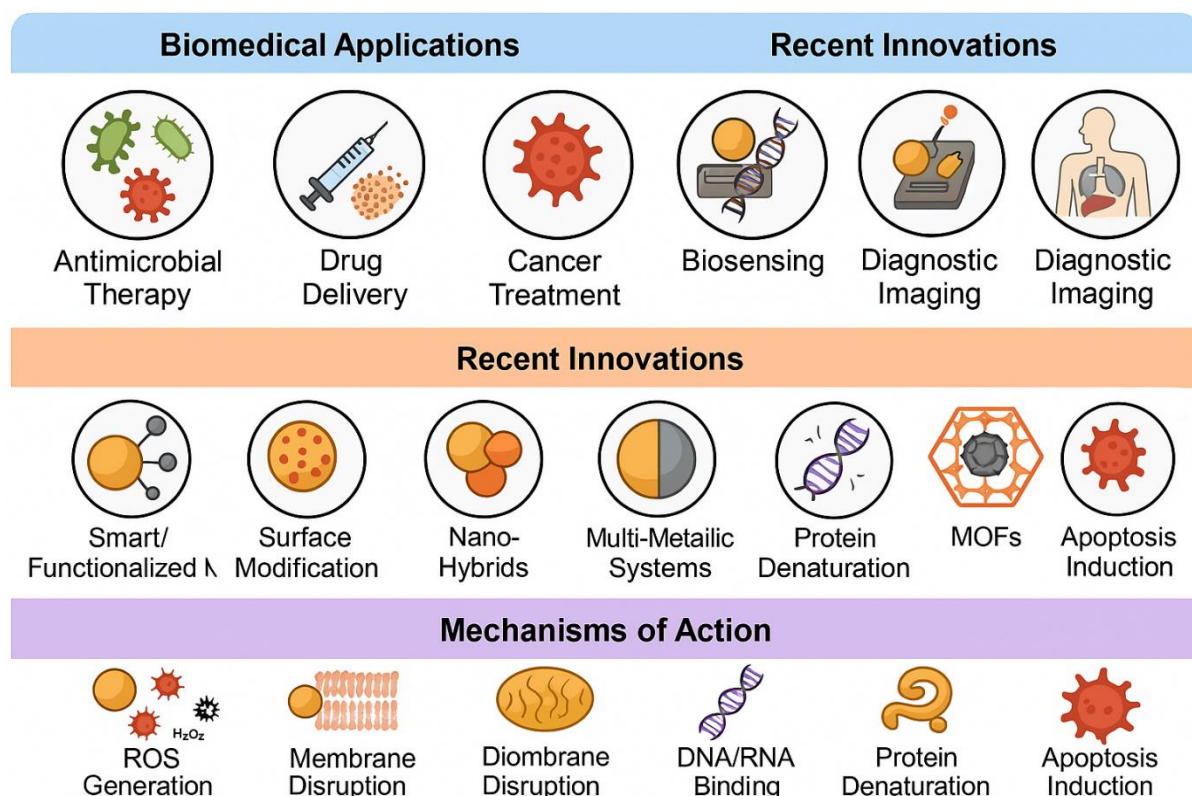 Biomedical Applications
Recent Innovations
Antimicrobial
Therapy
Drug
Delivery
Cancer
Treatment
Biosensing
Diagnostic
Imaging
Diagnostic
Imaging
Recent Innovations
Smart/
Functionalized N
Surface
Modification
Nano-
Hybrids
Multi-Metailic
Systems
Protein
Denaturation
MOFs
Apoptosis
Induction
Mechanisms of Action
H₂O₂
ROS
Generation
Membrane
Disruption
Diombrane
Disruption
DNA/RNA
Binding
Protein
Denaturation
Apoptosis
Induction